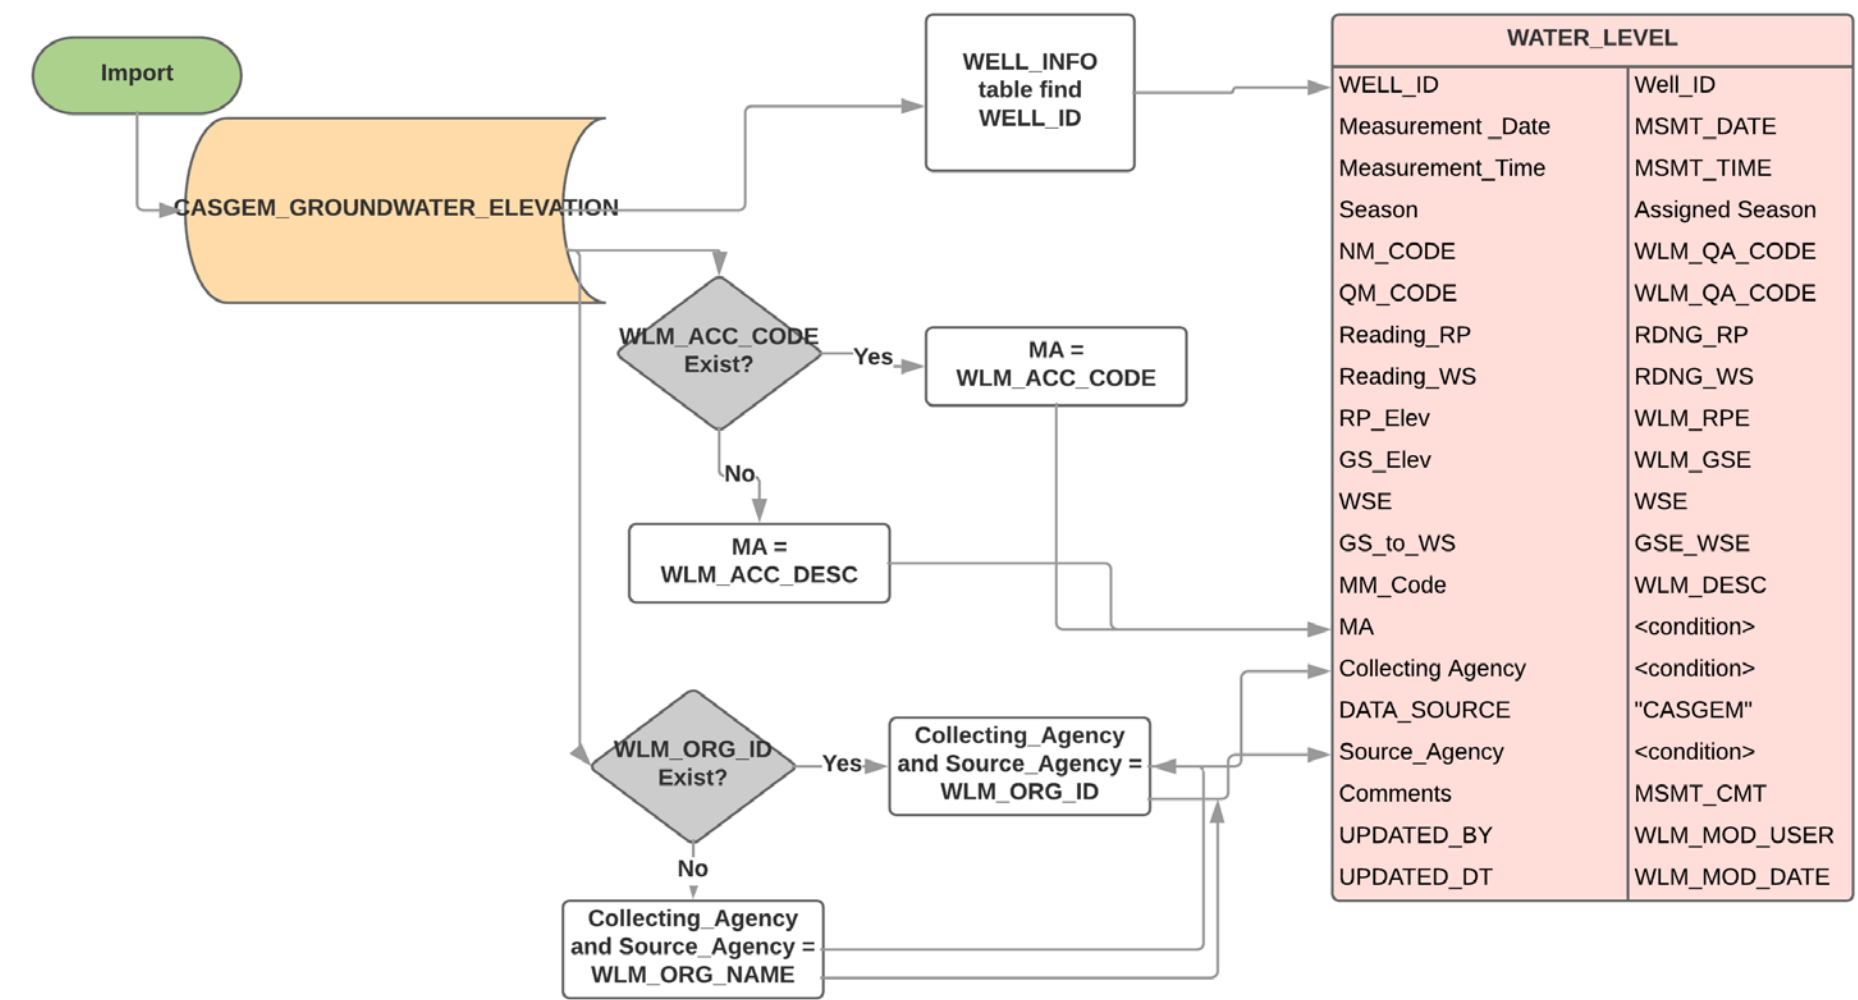 Import
CASGEM_GROUNDWATER_ELEVATION
WELL_INFO
table find
WELL_ID
WLM_ACC_CODE
Exist?
Yes
MA =
WLM_ACC_CODE
No
MA =
WLM_ACC_DESC
WLM_ORG_ID
Exist?
Yes
Collecting_Agency
and Source_Agency =
WLM_ORG_ID
No
Collecting_Agency
and Source_Agency =
WLM_ORG_NAME
WATER_LEVEL
WELL_ID Well_ID
Measurement _Date MSMT_DATE
Measurement_Time MSMT_TIME
Season Assigned Season
NM_CODE WLM_QA_CODE
QM_CODE WLM_QA_CODE
Reading_RP RDNG_RP
Reading_WS RDNG_WS
RP_Elev WLM_RPE
GS_Elev WLM_GSE
WSE WSE
GS_to_WS GSE_WSE
MM_Code WLM_DESC
MA <condition>
Collecting Agency <condition>
DATA_SOURCE "CASGEM"
Source_Agency <condition>
Comments MSMT_CMT
UPDATED_BY WLM_MOD_USER
UPDATED_DT WLM_MOD_DATE